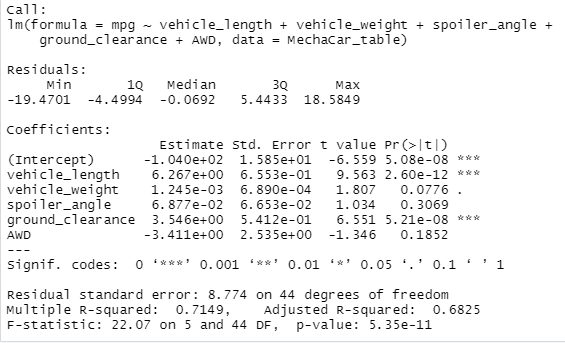 Call:
lm(formula = mpg ~ vehicle_length + vehicle_weight + spoiler_angle +
    ground_clearance + AWD, data = MechaCar_table)

Residuals:
     Min       1Q   Median       3Q      Max
-19.4701  -4.4994  -0.0692   5.4433  18.5849

Coefficients:
                   Estimate Std. Error t value Pr(>|t|)
(Intercept)      -1.040e+02  1.585e+01  -6.559 5.08e-08 ***
vehicle_length    6.267e+00  6.553e-01   9.563 2.60e-12 ***
vehicle_weight    1.245e-03  6.890e-04   1.807   0.0776 .
spoiler_angle     6.877e-02  6.653e-02   1.034   0.3069
ground_clearance  3.546e+00  5.412e-01   6.551 5.21e-08 ***
AWD              -3.411e+00  2.535e+00  -1.346   0.1852
---
Signif. codes:  0 ‘***’ 0.001 ‘**’ 0.01 ‘*’ 0.05 ‘.’ 0.1 ‘ ’ 1

Residual standard error: 8.774 on 44 degrees of freedom
Multiple R-squared:  0.7149,    Adjusted R-squared:  0.6825
F-statistic: 22.07 on 5 and 44 DF,  p-value: 5.35e-11